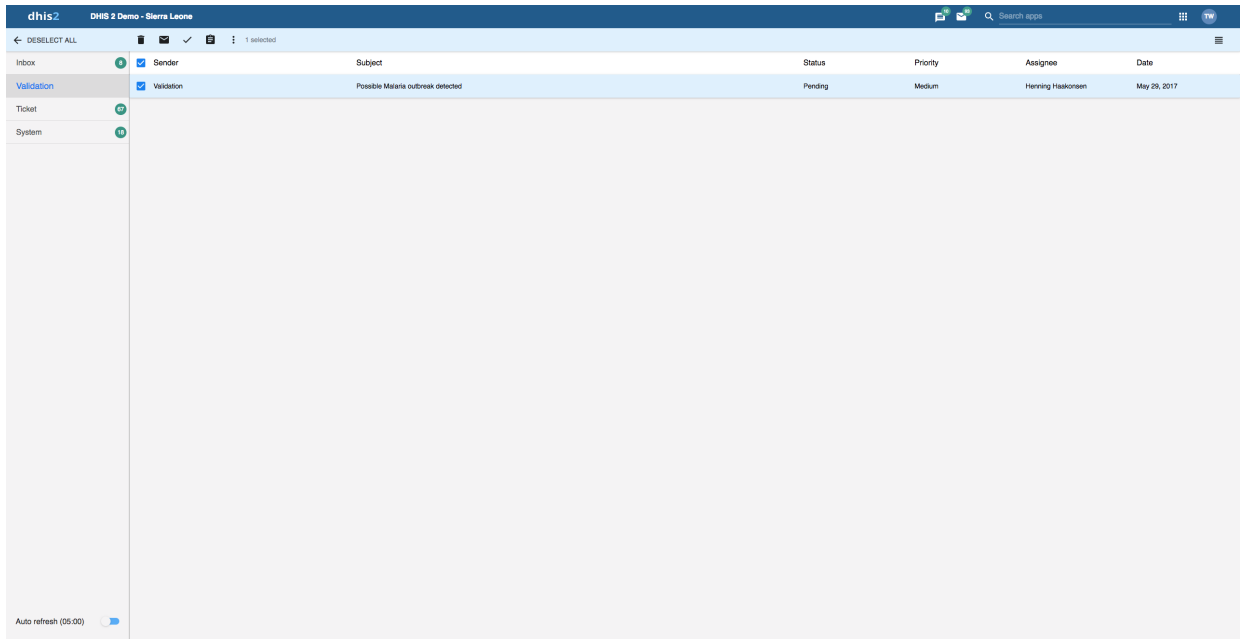 dhis2 DHIS 2 Demo - Sierra Leone Search apps TW
DESELECT ALL 1 selected
Inbox 8 Sender Subject Status Priority Assignee Date
Validation Validation Possible Malaria outbreak detected Pending Medium Henning Haakonsen May 29, 2017
Ticket 67
System 18
Auto refresh (05:00)